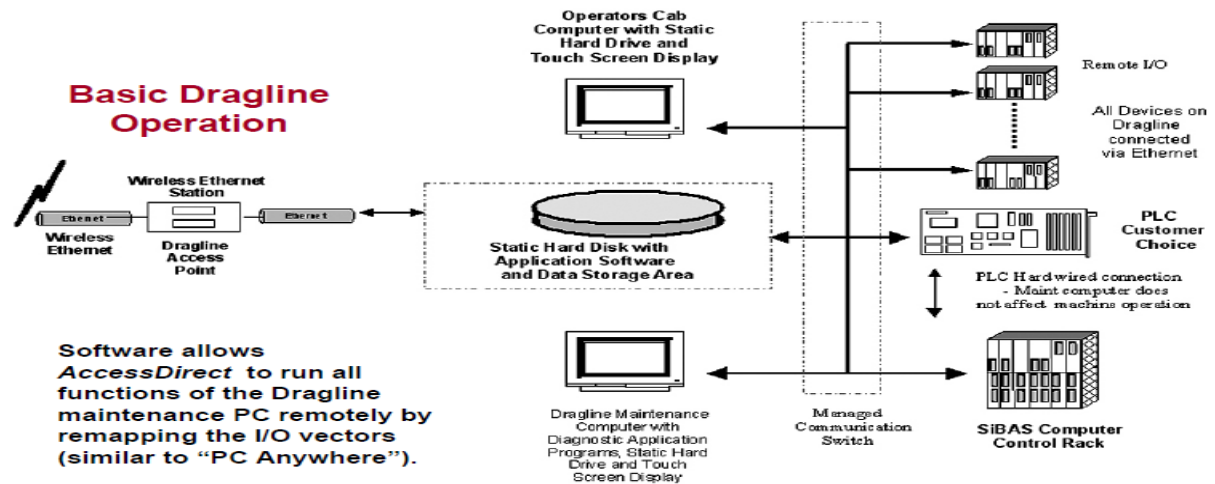 Basic Dragline
Operation
Operators Cab
Computer with Static
Hard Drive and
Touch Screen Display
Remote I/O
All Devices on
Dragline
connected
via Ethernet
Wireless Ethernet
Station
Ethernet
Ethernet
Wireless
Ethernet
Dragline
Access
Point
Static Hard Disk with
Application Software
and Data Storage Area
PLC
Customer
Choice
PLC Hardwired connection
- Maint computer does
not affect machine operation
Software allows
AccessDirect to run all
functions of the Dragline
maintenance PC remotely by
remapping the I/O vectors
(similar to “PC Anywhere”).
Dragline Maintenance
Computer with
Diagnostic Application
Programs, Static Hard
Drive and Touch
Screen Display
Managed
Communication
Switch
SiBAS Computer
Control Rack